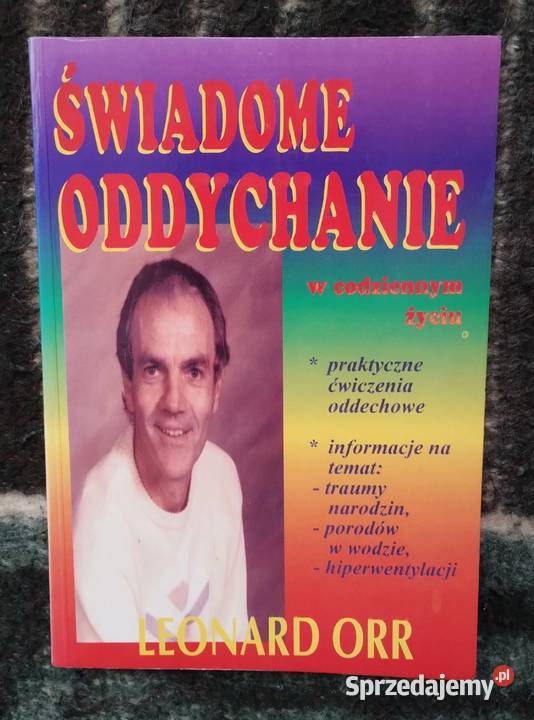 ŚWIADOME
ODDYCHANIE
w codziennym
życiu
* praktyczne
ćwiczenia
oddechowe
* informacje na
temat:
- traumy
narodzin,
- porodów
w wodzie,
- hiperwentylacji
LEONARD ORR
Sprzedajemy.pl